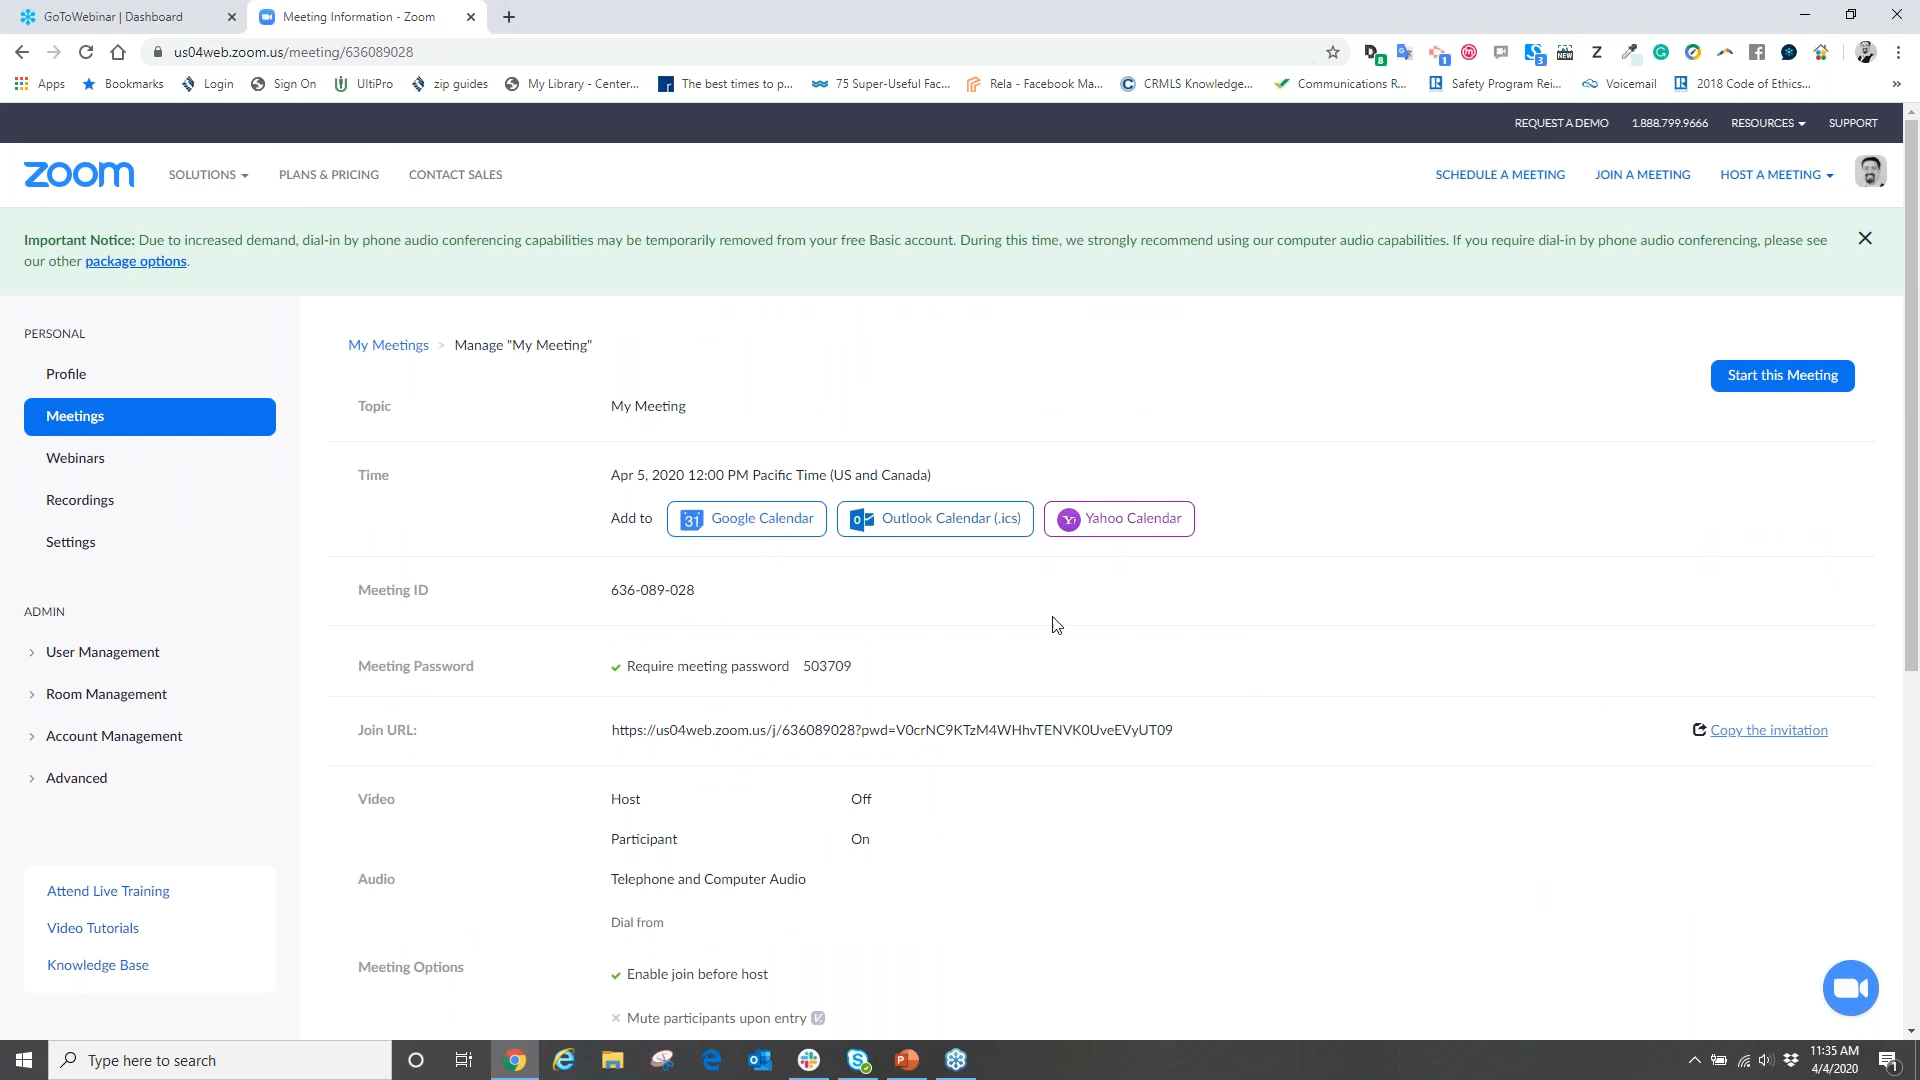 GoToWebinar | Dashboard
Meeting Information - Zoom
us04web.zoom.us/meeting/636089028
8
1
3
NEW
Z
Apps
Bookmarks
Login
Sign On
UltiPro
zip guides
My Library - Center...
The best times to p...
75 Super-Useful Fac...
Rela - Facebook Ma...
CRMLS Knowledge...
Communications R...
Safety Program Rei...
Voicemail
2018 Code of Ethics...
REQUEST A DEMO
1.888.799.9666
RESOURCES
SUPPORT
zoom
SOLUTIONS
PLANS & PRICING
CONTACT SALES
SCHEDULE A MEETING
JOIN A MEETING
HOST A MEETING
Important Notice: Due to increased demand, dial-in by phone audio conferencing capabilities may be temporarily removed from your free Basic account. During this time, we strongly recommend using our computer audio capabilities. If you require dial-in by phone audio conferencing, please see
our other package options.
PERSONAL
Profile
Meetings
Webinars
Recordings
Settings
ADMIN
User Management
Room Management
Account Management
Advanced
Attend Live Training
Video Tutorials
Knowledge Base
My Meetings > Manage "My Meeting"
Start this Meeting
Topic
My Meeting
Time
Apr 5, 2020 12:00 PM Pacific Time (US and Canada)
Add to
31 Google Calendar
Outlook Calendar (.ics)
Yahoo Calendar
Meeting ID
636-089-028
Meeting Password
Require meeting password 503709
Join URL:
https://us04web.zoom.us/j/636089028?pwd=V0crNC9KTzM4WHhvTENVK0UveEVyUT09
Copy the invitation
Video
Host
Off
Participant
On
Audio
Telephone and Computer Audio
Dial from
Meeting Options
Enable join before host
Mute participants upon entry
Type here to search
11:35 AM
4/4/2020
1